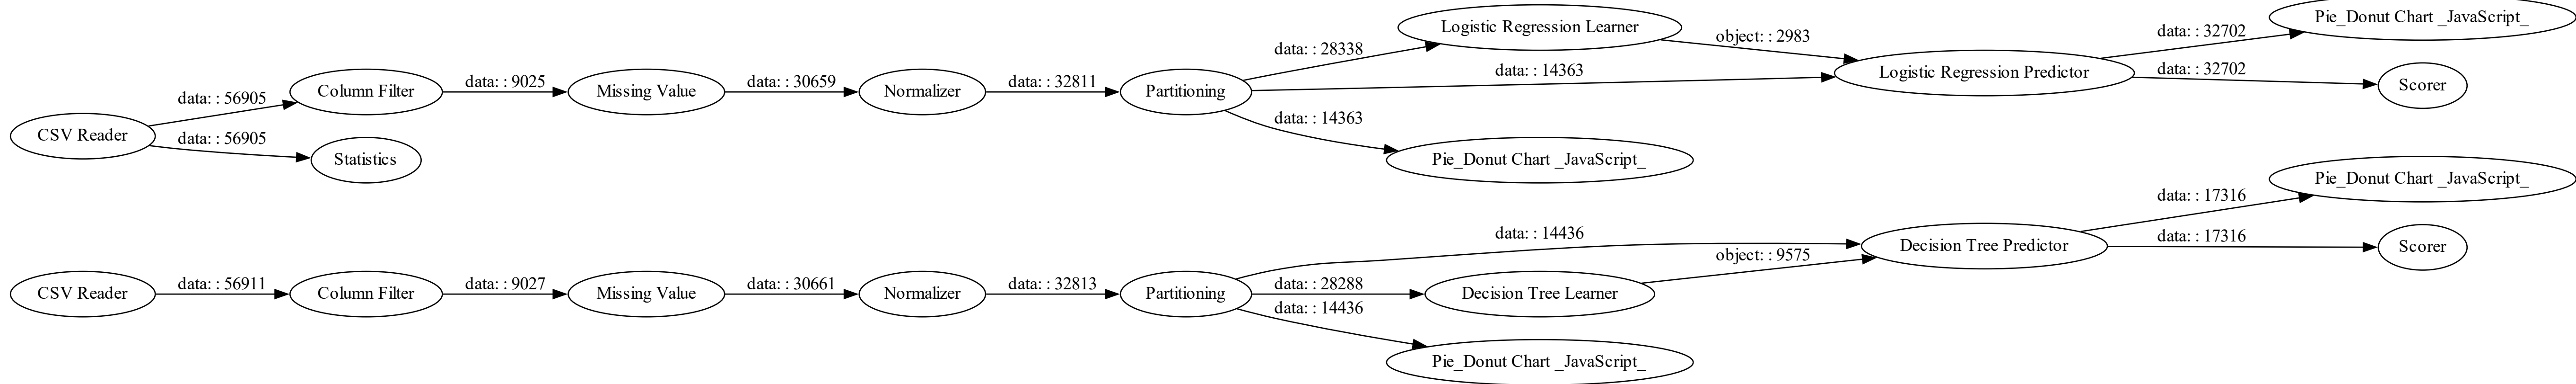 CSV Reader
data: : 56905
data: : 56905
Column Filter
Statistics
data: : 9025
Missing Value
data: : 30659
Normalizer
data: : 32811
Partitioning
data: : 28338
data: : 14363
data: : 14363
Logistic Regression Learner
Pie_Donut Chart _JavaScript_
object: : 2983
Logistic Regression Predictor
data: : 32702
data: : 32702
Pie_Donut Chart _JavaScript_
Scorer
CSV Reader
data: : 56911
Column Filter
data: : 9027
Missing Value
data: : 30661
Normalizer
data: : 32813
Partitioning
data: : 14436
data: : 28288
data: : 14436
Decision Tree Learner
Pie_Donut Chart _JavaScript_
object: : 9575
Decision Tree Predictor
data: : 17316
data: : 17316
Pie_Donut Chart _JavaScript_
Scorer